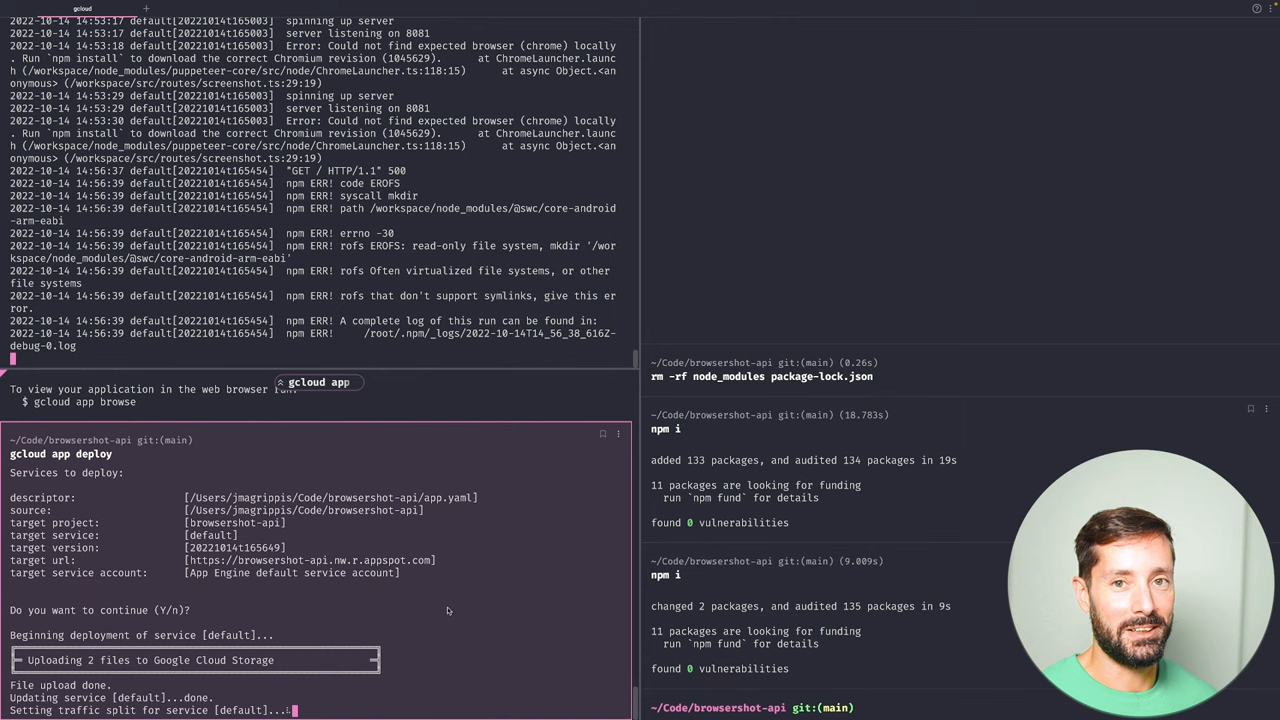 gcloud
2022-10-14 14:53:17 default[20221014t165003]  spinning up server
2022-10-14 14:53:17 default[20221014t165003]  server listening on 8081
2022-10-14 14:53:18 default[20221014t165003]  Error: Could not find expected browser (chrome) locally
. Run `npm install` to download the correct Chromium revision (1045629).     at ChromeLauncher.launc
h (/workspace/node_modules/puppeteer-core/src/node/ChromeLauncher.ts:118:15)     at async Object.<an
onymous> (/workspace/src/routes/screenshot.ts:29:19)
2022-10-14 14:53:29 default[20221014t165003]  spinning up server
2022-10-14 14:53:29 default[20221014t165003]  server listening on 8081
2022-10-14 14:53:30 default[20221014t165003]  Error: Could not find expected browser (chrome) locally
. Run `npm install` to download the correct Chromium revision (1045629).     at ChromeLauncher.launc
h (/workspace/node_modules/puppeteer-core/src/node/ChromeLauncher.ts:118:15)     at async Object.<an
onymous> (/workspace/src/routes/screenshot.ts:29:19)
2022-10-14 14:56:37 default[20221014t165454]  "GET / HTTP/1.1" 500
2022-10-14 14:56:39 default[20221014t165454]  npm ERR! code EROFS
2022-10-14 14:56:39 default[20221014t165454]  npm ERR! syscall mkdir
2022-10-14 14:56:39 default[20221014t165454]  npm ERR! path /workspace/node_modules/@swc/core-android
-arm-eabi
2022-10-14 14:56:39 default[20221014t165454]  npm ERR! errno -30
2022-10-14 14:56:39 default[20221014t165454]  npm ERR! rofs EROFS: read-only file system, mkdir '/wor
kspace/node_modules/@swc/core-android-arm-eabi'
2022-10-14 14:56:39 default[20221014t165454]  npm ERR! rofs Often virtualized file systems, or other
file systems
2022-10-14 14:56:39 default[20221014t165454]  npm ERR! rofs that don't support symlinks, give this er
ror.
2022-10-14 14:56:39 default[20221014t165454]  npm ERR! A complete log of this run can be found in:
2022-10-14 14:56:39 default[20221014t165454]  npm ERR!     /root/.npm/_logs/2022-10-14T14_56_38_616Z-
debug-0.log
To view your application in the web browser run:
gcloud app
$ gcloud app browse
~/Code/browsershot-api git:(main)
gcloud app deploy
Services to deploy:
descriptor: [/Users/jmagrippis/Code/browsershot-api/app.yaml]
source: [/Users/jmagrippis/Code/browsershot-api]
target project: [browsershot-api]
target service: [default]
target version: [20221014t165649]
target url: [https://browsershot-api.nw.r.appspot.com]
target service account: [App Engine default service account]
Do you want to continue (Y/n)?
Beginning deployment of service [default]...
Uploading 2 files to Google Cloud Storage
File upload done.
Updating service [default]...done.
Setting traffic split for service [default]...
~/Code/browsershot-api git:(main) (0.26s)
rm -rf node_modules package-lock.json
~/Code/browsershot-api git:(main) (18.783s)
npm i
added 133 packages, and audited 134 packages in 19s
11 packages are looking for funding
run `npm fund` for details
found 0 vulnerabilities
~/Code/browsershot-api git:(main) (9.009s)
npm i
changed 2 packages, and audited 135 packages in 9s
11 packages are looking for funding
run `npm fund` for details
found 0 vulnerabilities
~/Code/browsershot-api git:(main)